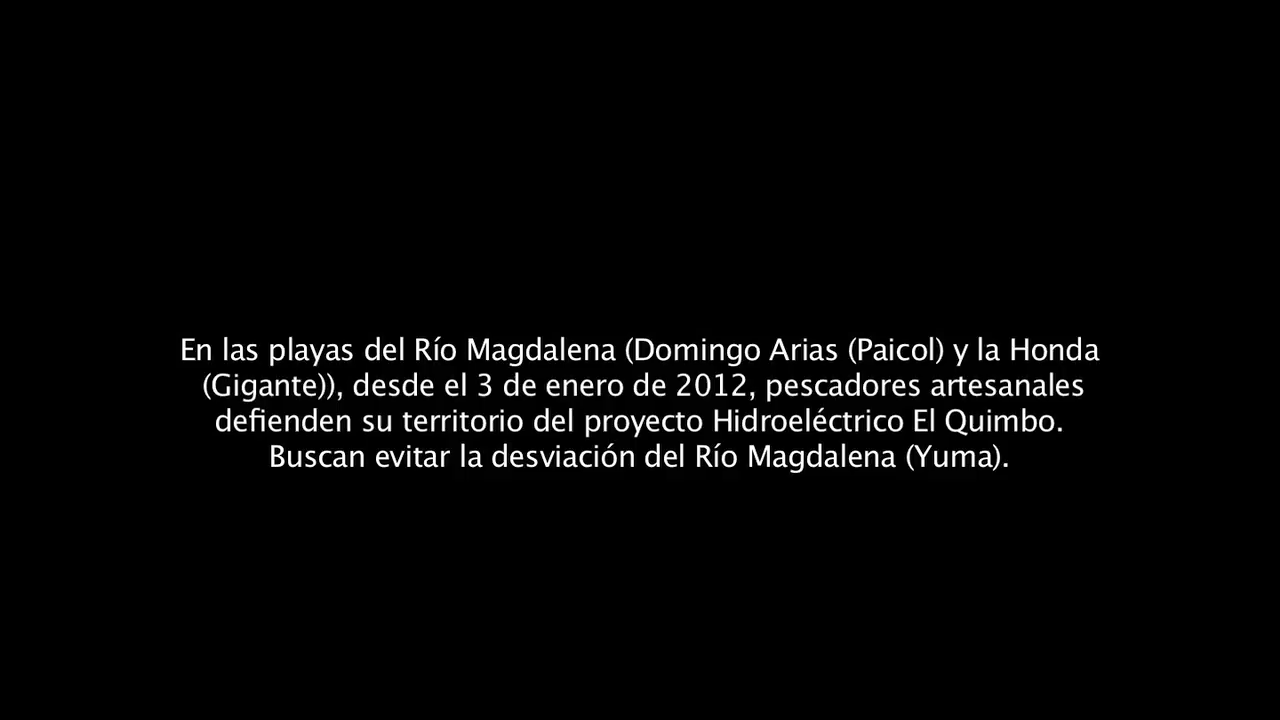 En las playas del Río Magdalena (Domingo Arias (Paicol) y la Honda
(Gigante)), desde el 3 de enero de 2012, pescadores artesanales
defienden su territorio del proyecto Hidroeléctrico El Quimbo.
Buscan evitar la desviación del Río Magdalena (Yuma).